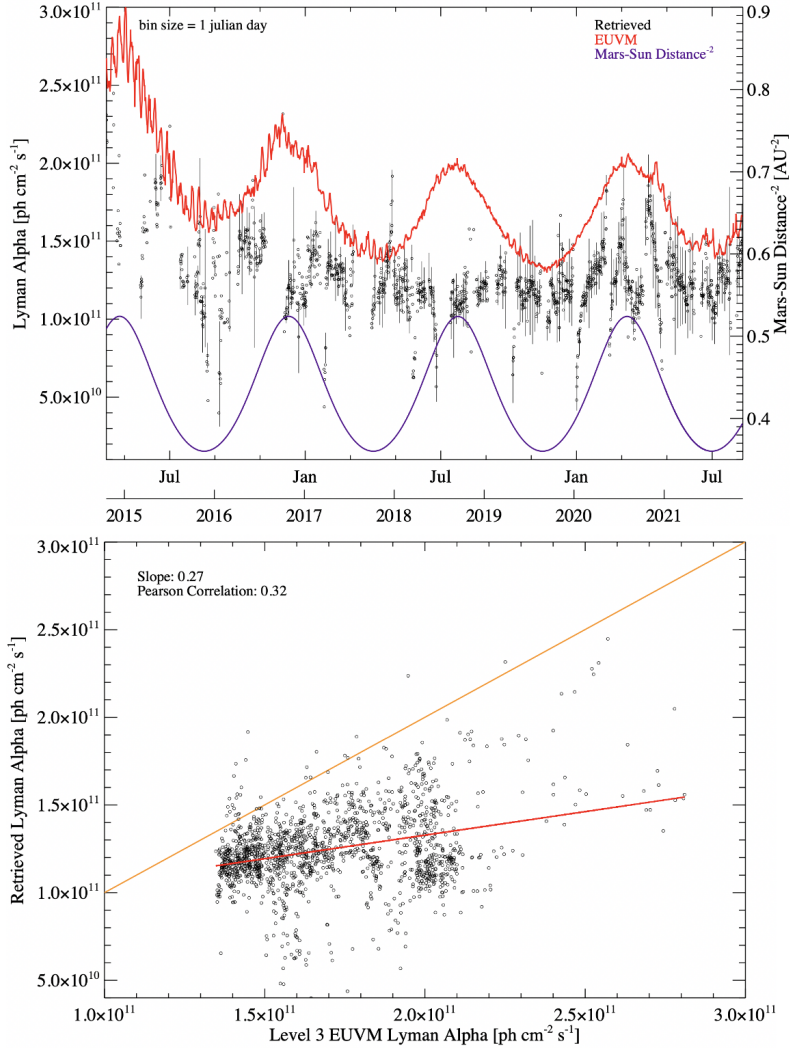 bin size = 1 julian day
Retrieved
EUVM
Mars-Sun Distance⁻²
3.0×10¹¹
2.5×10¹¹
2.0×10¹¹
1.5×10¹¹
1.0×10¹¹
5.0×10¹⁰
Lyman Alpha [ph cm⁻² s⁻¹]
0.9
0.8
0.7
0.6
0.5
0.4
Mars-Sun Distance⁻² [AU⁻²]
Jul Jan Jul Jan Jul
2015 2016 2017 2018 2019 2020 2021
Slope: 0.27
Pearson Correlation: 0.32
3.0×10¹¹
2.5×10¹¹
2.0×10¹¹
1.5×10¹¹
1.0×10¹¹
5.0×10¹⁰
Retrieved Lyman Alpha [ph cm⁻² s⁻¹]
1.0×10¹¹ 1.5×10¹¹ 2.0×10¹¹ 2.5×10¹¹ 3.0×10¹¹
Level 3 EUVM Lyman Alpha [ph cm⁻² s⁻¹]